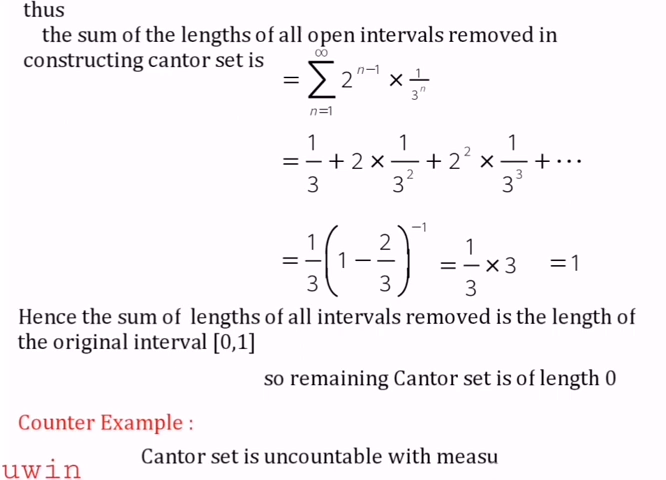 thus
the sum of the lengths of all open intervals removed in
constructing cantor set is
= ∑_{n=1}^{∞} 2^{n−1} × 1/3^n
= 1/3 + 2 × 1/3^2 + 2^2 × 1/3^3 + ⋯
= 1/3 (1 − 2/3)^{−1} = 1/3 × 3 = 1
Hence the sum of lengths of all intervals removed is the length of
the original interval [0,1]
so remaining Cantor set is of length 0
Counter Example :
Cantor set is uncountable with measu
uwin